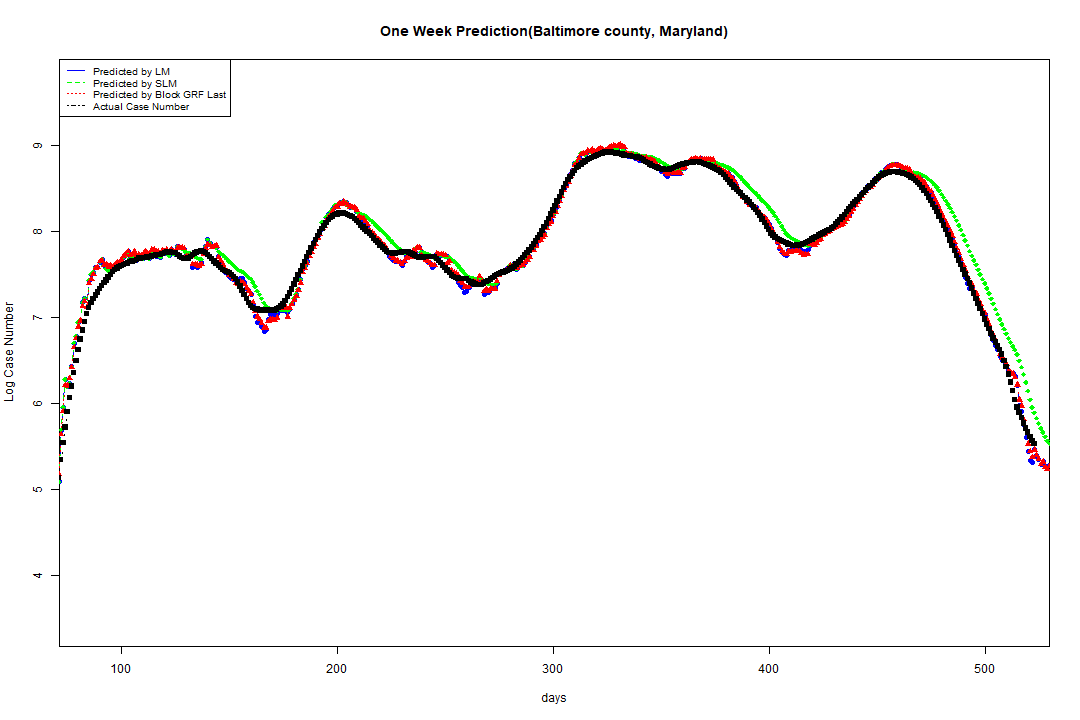 One Week Prediction(Baltimore county, Maryland)
Predicted by LM
Predicted by SLM
Predicted by Block GRF Last
Actual Case Number
9
8
7
6
5
4
Log Case Number
100 200 300 400 500
days